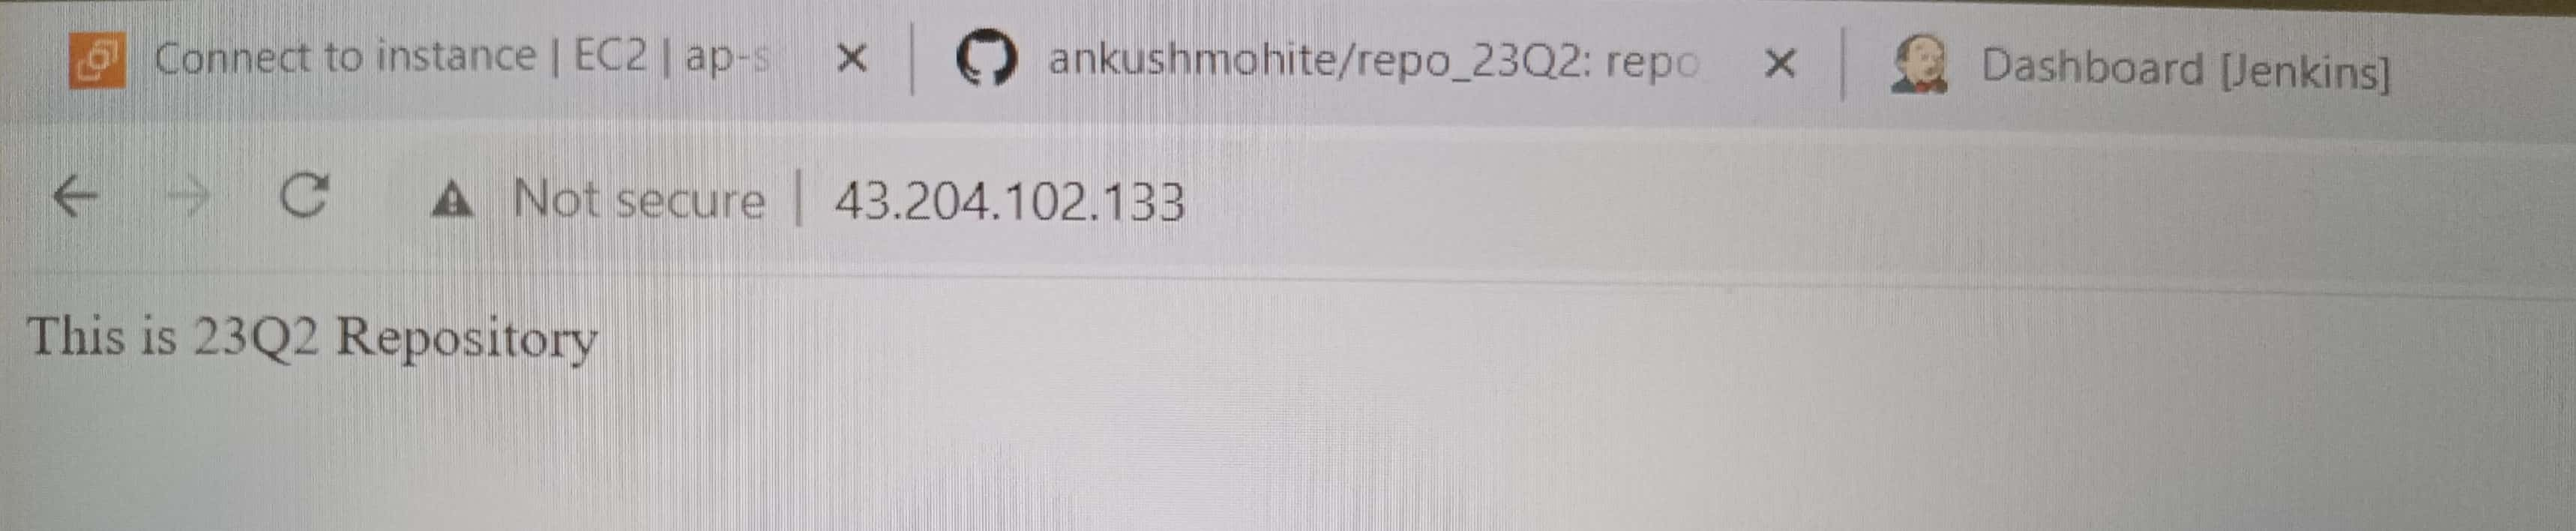 Connect to instance | EC2 | ap-s
ankushmohite/repo_23Q2: repo
Dashboard [Jenkins]
Not secure | 43.204.102.133
This is 23Q2 Repository